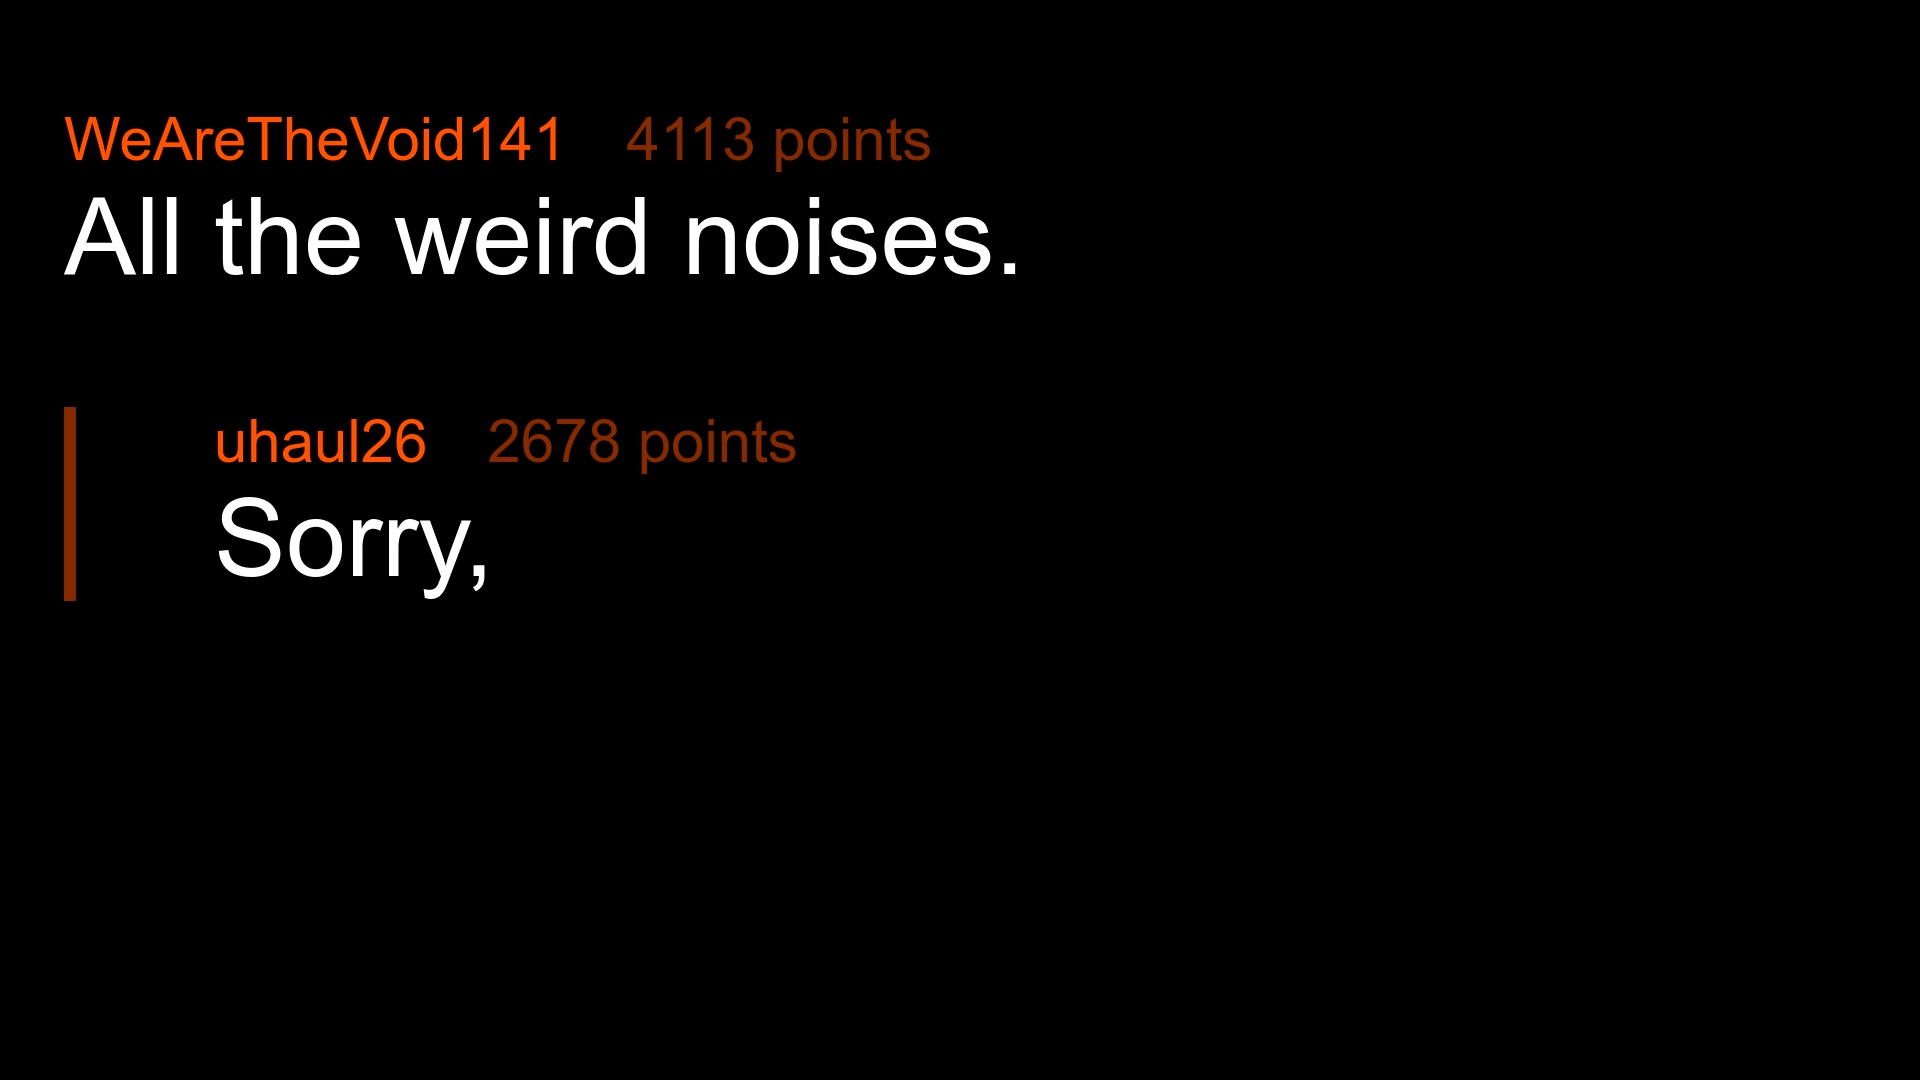 WeAreTheVoid141 4113 points
All the weird noises.
uhaul26 2678 points
Sorry,